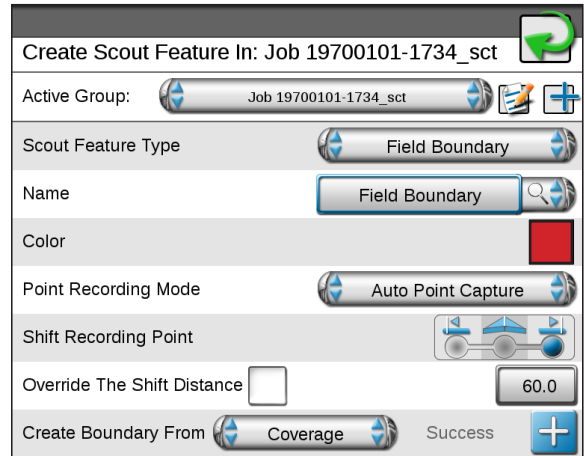 Create Scout Feature In: Job 19700101-1734_sct
Active Group: Job 19700101-1734_sct
Scout Feature Type Field Boundary
Name Field Boundary
Color
Point Recording Mode Auto Point Capture
Shift Recording Point
Override The Shift Distance 60.0
Create Boundary From Coverage Success